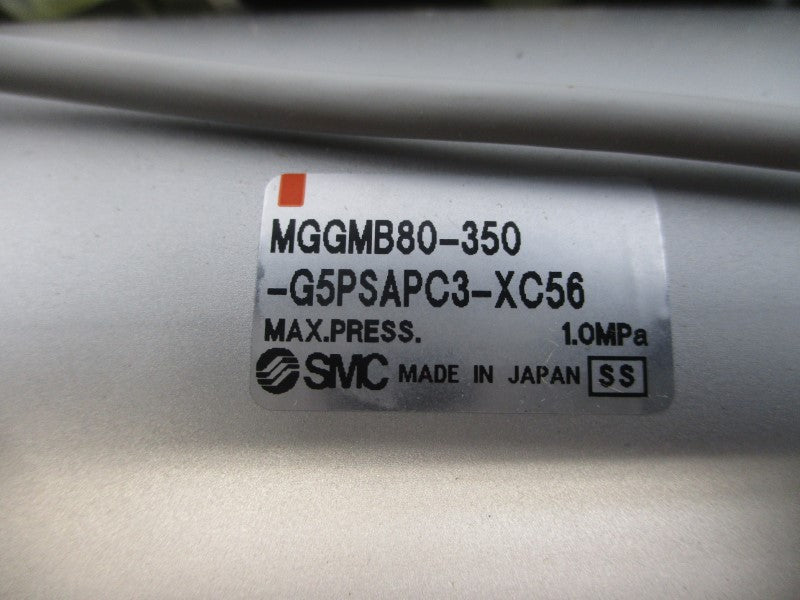 MGGMB80-350
-G5PSAPC3-XC56
MAX.PRESS. 1.0MPa
SMC MADE IN JAPAN SS